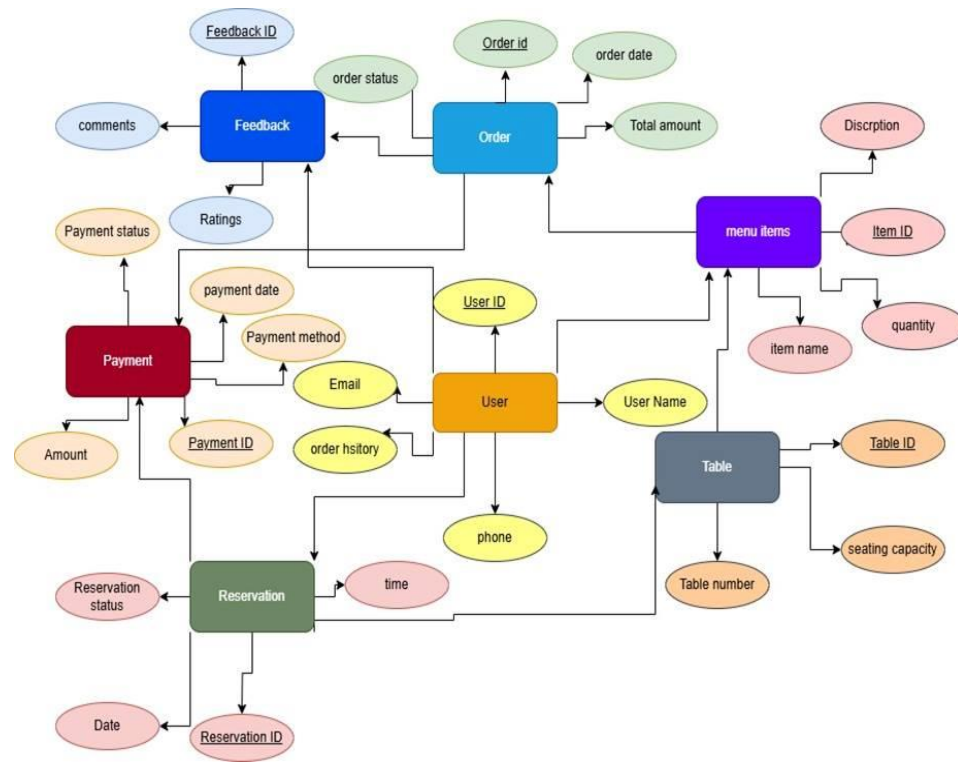 Feedback ID
Order id
order date
order status
comments
Feedback
Order
Total amount
Discrption
Ratings
Payment status
menu items
Item ID
payment date
User ID
Payment method
item name
quantity
Payment
Email
User
User Name
order hsitory
Payment ID
Amount
Table
Table ID
phone
seating capacity
Reservation
status
Reservation
time
Table number
Date
Reservation ID